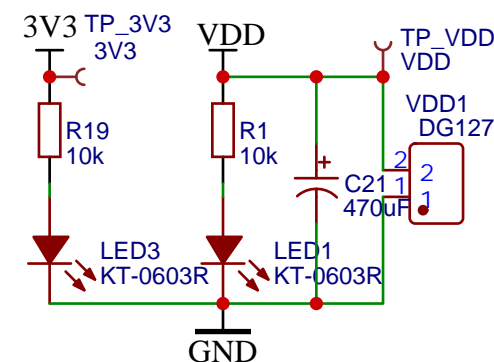 3V3
TP_3V3
3V3
VDD
TP_VDD
VDD
VDD1
DG127
R19
10k
R1
10k
2
1
2
1
C21
470uF
LED3
KT-0603R
LED1
KT-0603R
GND